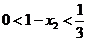 0 < 1 - x₂ < 1/3